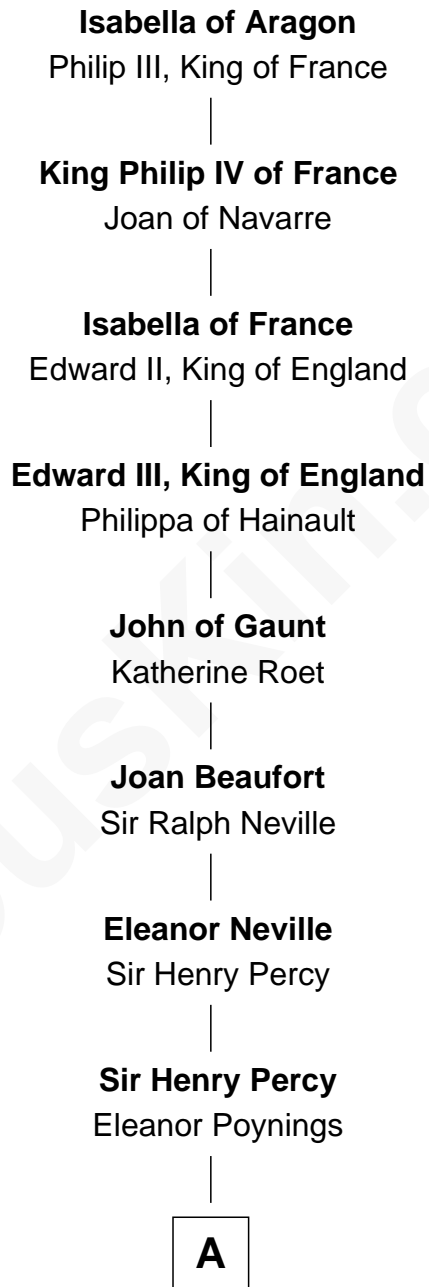 Isabella of Aragon
Philip III, King of France
King Philip IV of France
Joan of Navarre
Isabella of France
Edward II, King of England
Edward III, King of England
Philippa of Hainault
John of Gaunt
Katherine Roet
Joan Beaufort
Sir Ralph Neville
Eleanor Neville
Sir Henry Percy
Sir Henry Percy
Eleanor Poynings
A